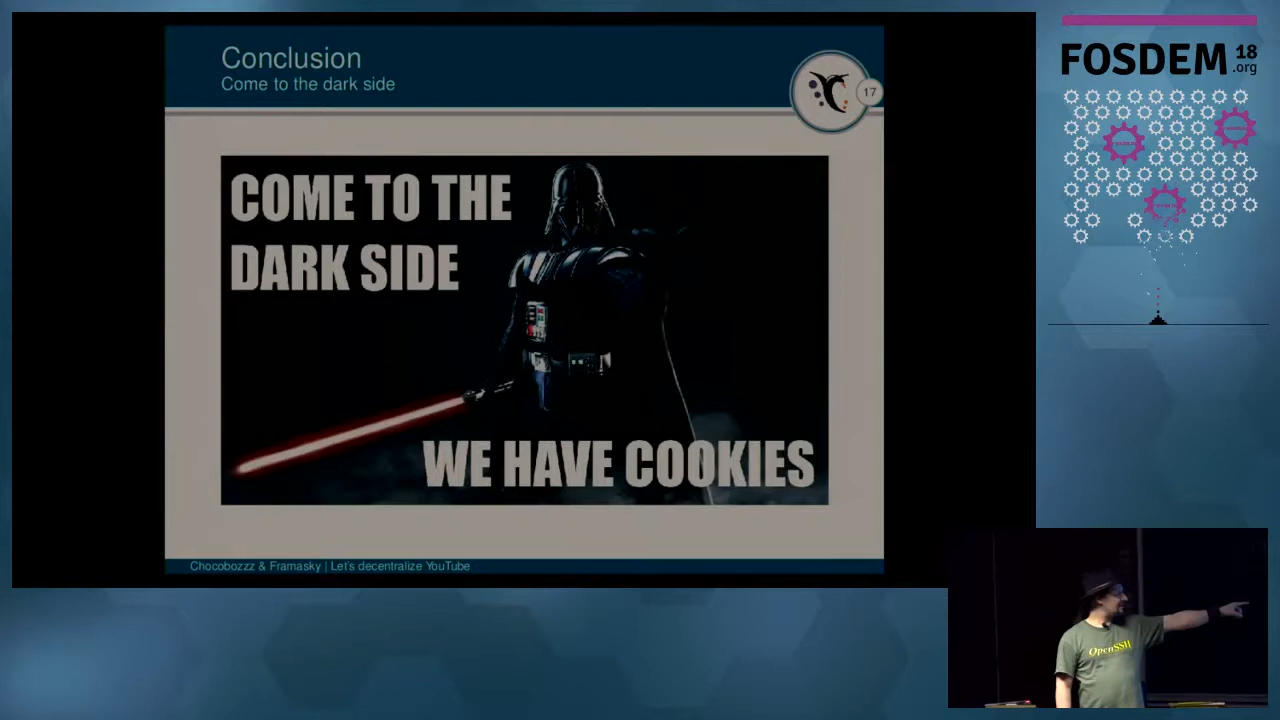 Conclusion
Come to the dark side
17
COME TO THE
DARK SIDE
WE HAVE COOKIES
Chocobozzz & Framasky | Let's decentralize YouTube
FOSDEM 18
.org
OpenSSH